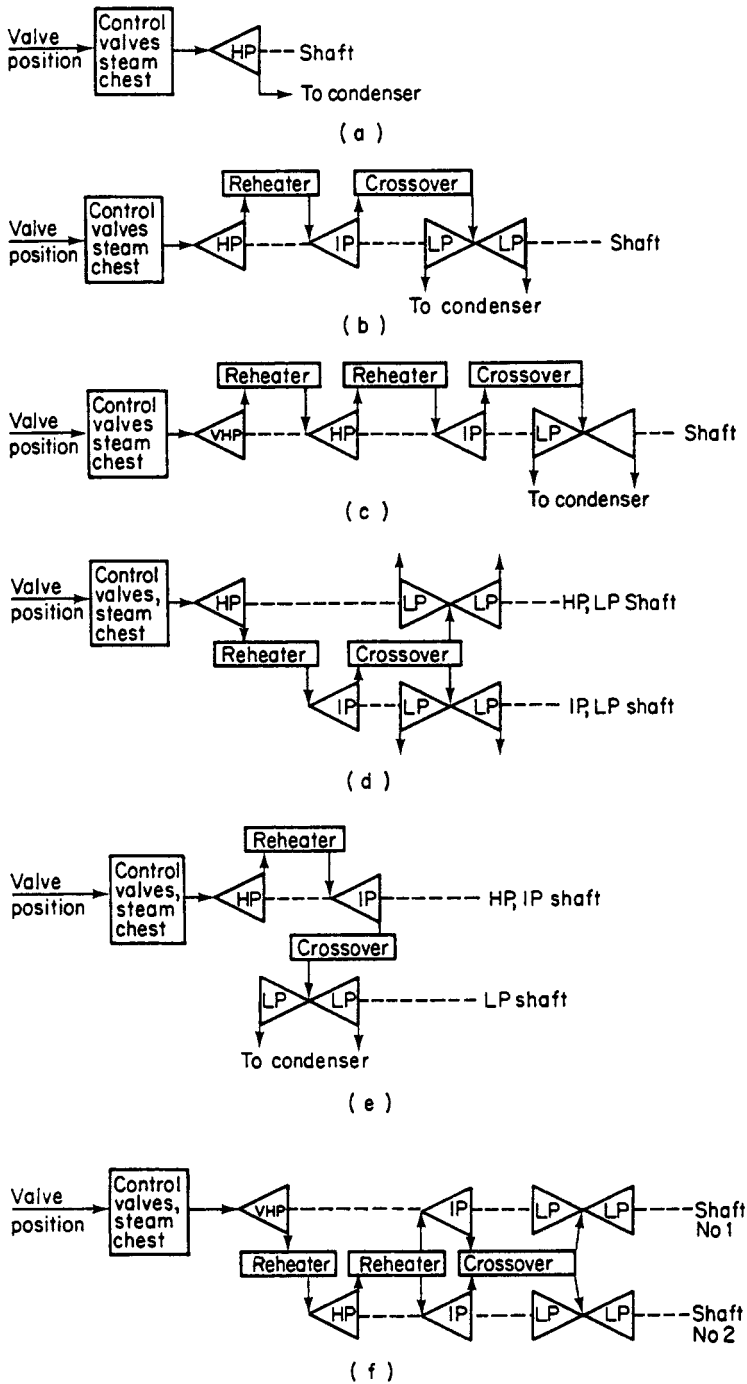 Valve
position
Control
valves
steam
chest
HP
Shaft
To condenser
(a)
Reheater
Crossover
Valve
position
Control
valves
steam
chest
HP
IP
LP
LP
Shaft
To condenser
(b)
Reheater
Reheater
Crossover
Valve
position
Control
valves
steam
chest
VHP
HP
IP
LP
Shaft
To condenser
(c)
Valve
position
Control
valves,
steam
chest
HP
LP
LP
HP, LP Shaft
Reheater
Crossover
IP
LP
LP
IP, LP shaft
(d)
Reheater
Valve
position
Control
valves,
steam
chest
HP
IP
HP, IP shaft
Crossover
LP
LP
LP shaft
To condenser
(e)
Valve
position
Control
valves,
steam
chest
VHP
IP
LP
LP
Shaft
No 1
Reheater
Reheater
Crossover
HP
IP
LP
LP
Shaft
No 2
(f)